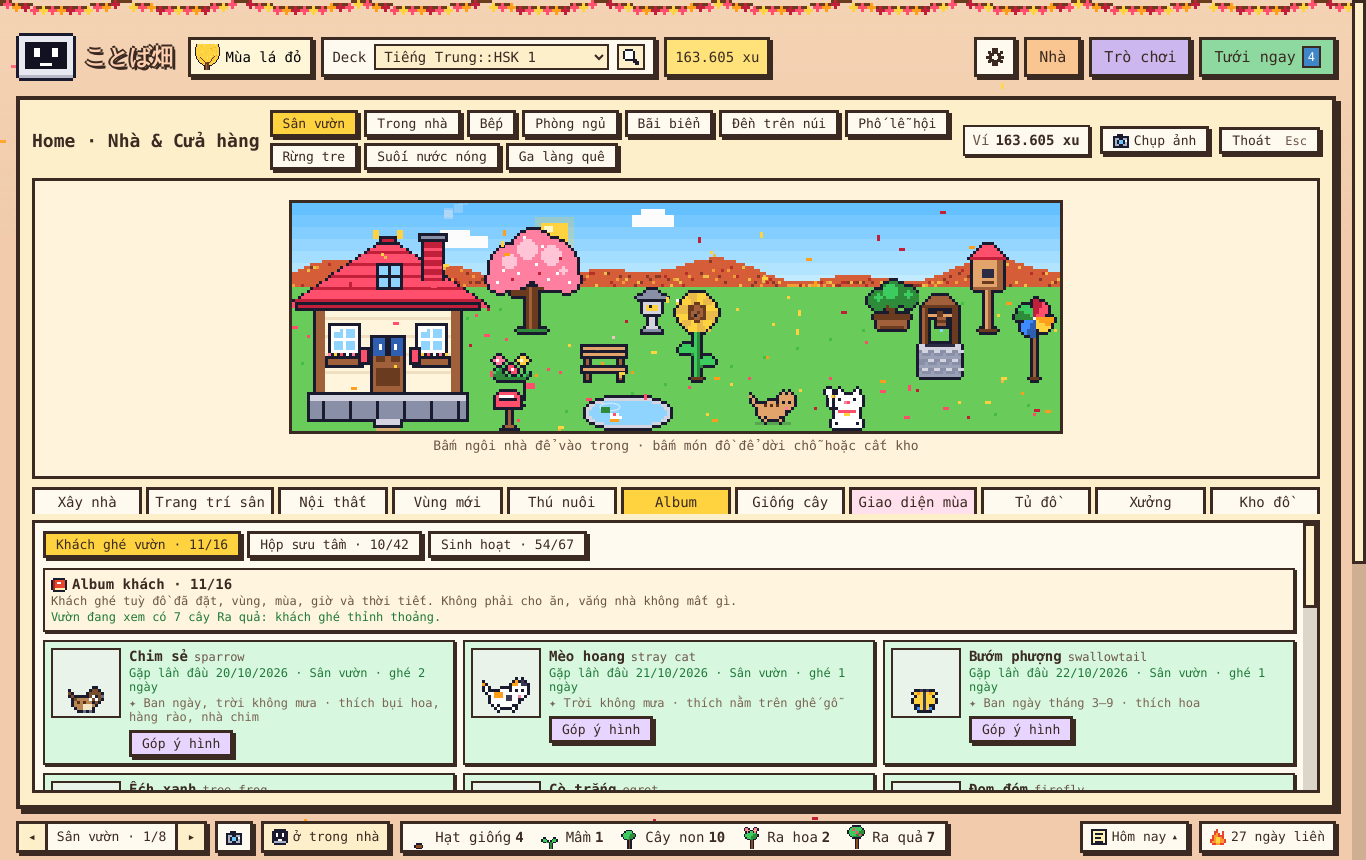 ことば畑 Mùa lá đỏ Deck Tiếng Trung::HSK 1 163.605 xu Nhà Trò chơi Tưới ngay 4
Home · Nhà & Cửa hàng Sân vườn Trong nhà Bếp Phòng ngủ Bãi biển Đền trên núi Phố lễ hội
Rừng tre Suối nước nóng Ga làng quê
Ví 163.605 xu Chụp ảnh Thoát Esc
Bấm ngôi nhà để vào trong · bấm món đồ để dời chỗ hoặc cất kho
Xây nhà Trang trí sân Nội thất Vùng mới Thú nuôi Album Giống cây Giao diện mùa Tủ đồ Xưởng Kho đồ
Khách ghé vườn · 11/16 Hộp sưu tầm · 10/42 Sinh hoạt · 54/67
Album khách · 11/16
Khách ghé tuỳ đồ đã đặt, vùng, mùa, giờ và thời tiết. Không phải cho ăn, vắng nhà không mất gì.
Vườn đang xem có 7 cây Ra quả: khách ghé thỉnh thoảng.
Chim sẻ sparrow
Gặp lần đầu 20/10/2026 · Sân vườn · ghé 2
ngày
✦ Ban ngày, trời không mưa · thích bụi hoa,
hàng rào, nhà chim
Góp ý hình
Mèo hoang stray cat
Gặp lần đầu 21/10/2026 · Sân vườn · ghé 1
ngày
✦ Trời không mưa · thích nằm trên ghế gỗ
Góp ý hình
Bướm phượng swallowtail
Gặp lần đầu 22/10/2026 · Sân vườn · ghé 1
ngày
✦ Ban ngày tháng 3–9 · thích hoa
Góp ý hình
Ếch xanh tree frog
Cò trắng egret
Đom đóm firefly
◂ Sân vườn · 1/8 ▸ ở trong nhà Hạt giống 4 Mầm 1 Cây non 10 Ra hoa 2 Ra quả 7 Hôm nay ▴ 27 ngày liền